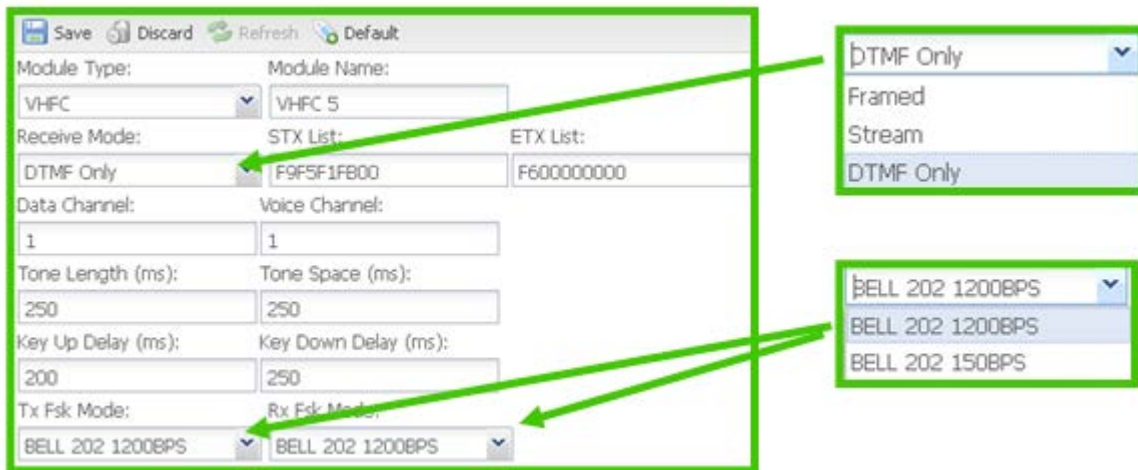 Save Discard Refresh Default
Module Type: Module Name:
VHFC VHFC 5
Receive Mode: STX List: ETX List:
DTMF Only F9F5F1FB00 F600000000
Data Channel: Voice Channel:
1 1
Tone Length (ms): Tone Space (ms):
250 250
Key Up Delay (ms): Key Down Delay (ms):
200 250
Tx Fsk Mode: Rx Fsk Mode:
BELL 202 1200BPS BELL 202 1200BPS
DTMF Only
Framed
Stream
DTMF Only
BELL 202 1200BPS
BELL 202 1200BPS
BELL 202 150BPS